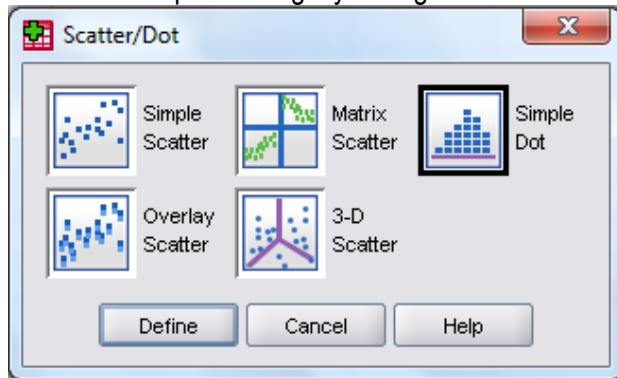 Scatter/Dot
Simple
Scatter
Matrix
Scatter
Simple
Dot
Overlay
Scatter
3-D
Scatter
Define
Cancel
Help